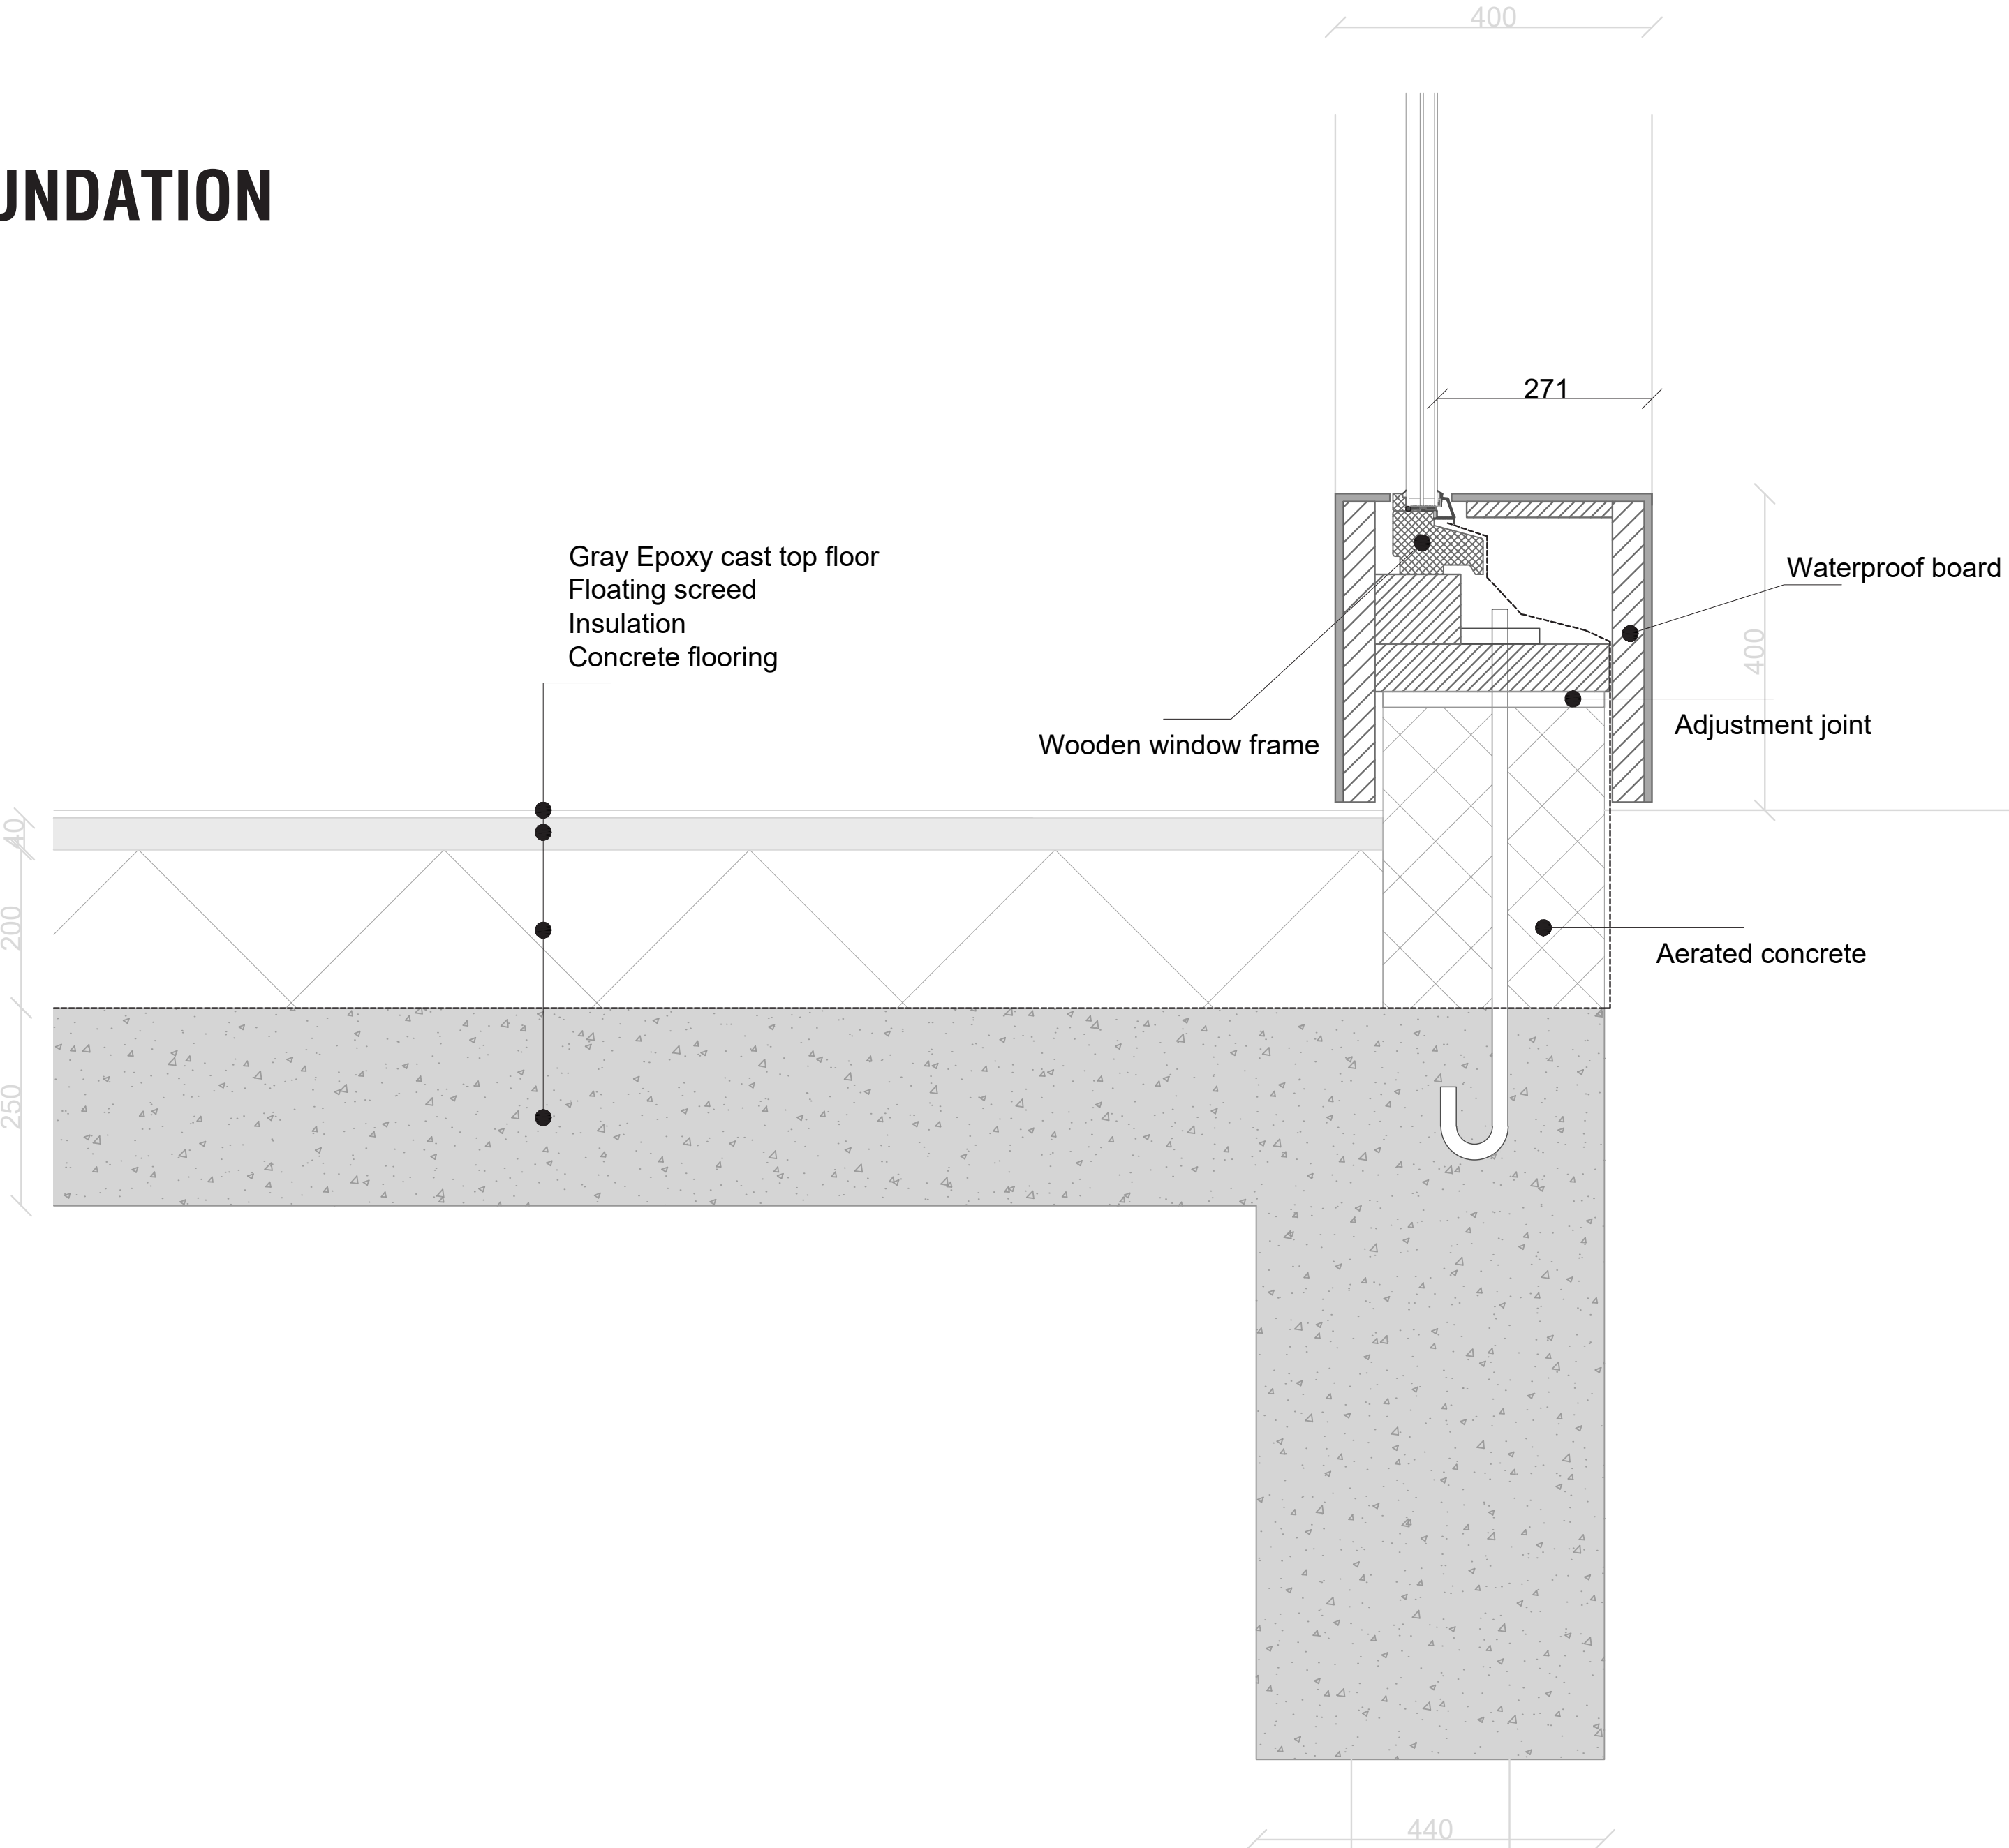 400
UNDATION
271
Gray Epoxy cast top floor
Floating screed
Insulation
Concrete flooring
Waterproof board
400
Adjustment joint
Wooden window frame
40
200
Aerated concrete
250
440